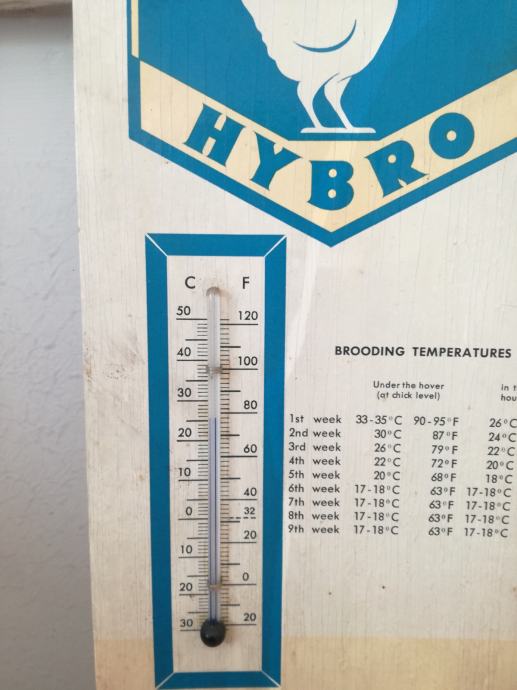 HYBRO
C F
50 120
40 100
30 80
20 60
10 40
0 32
10 20
20 0
30 20
BROODING TEMPERATURES
Under the hover
(at chick level)
1st week 33-35°C 90-95°F 26°C
2nd week 30°C 87°F 24°C
3rd week 26°C 79°F 22°C
4th week 22°C 72°F 20°C
5th week 20°C 68°F 18°C
6th week 17-18°C 63°F 17-18°C
7th week 17-18°C 63°F 17-18°C
8th week 17-18°C 63°F 17-18°C
9th week 17-18°C 63°F 17-18°C